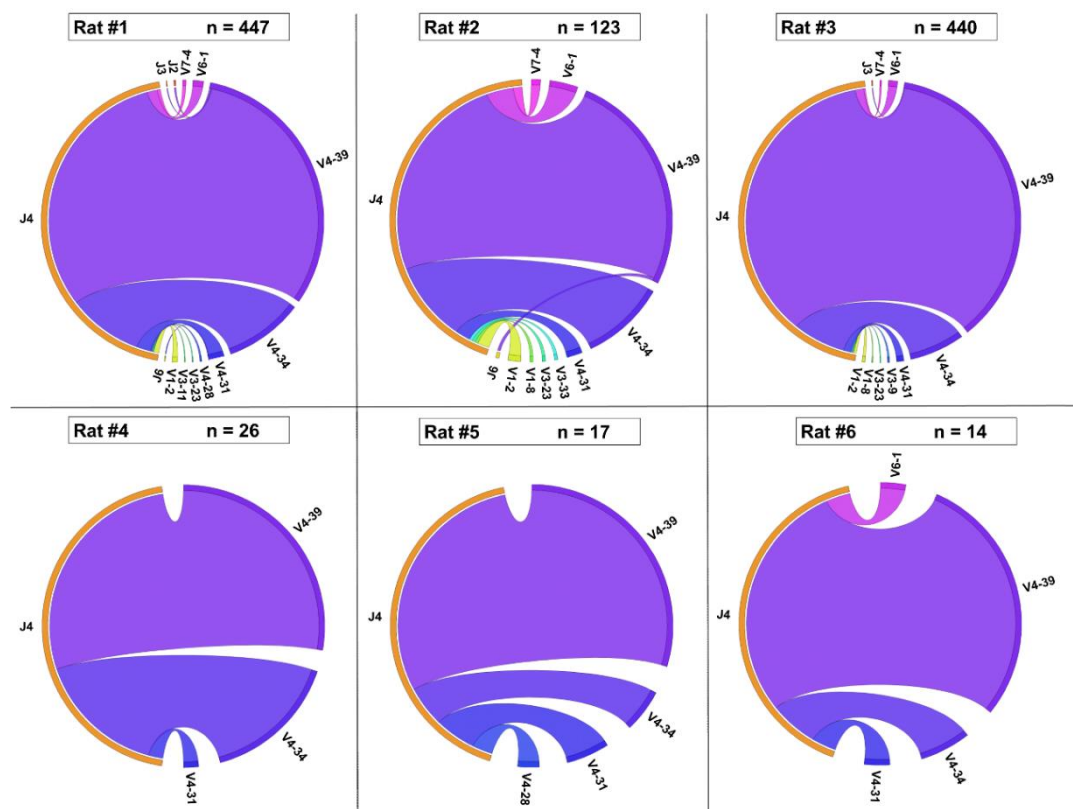 Rat #1 n = 447
J3
J2
V7-4
V6-1
V4-39
J4
V4-34
V4-31
V4-28
V3-23
V3-11
V1-2
J6
Rat #2 n = 123
V7-4
V6-1
V4-39
J4
V4-34
V4-31
V3-33
V3-23
V1-8
V1-2
J6
Rat #3 n = 440
J3
V7-4
V6-1
V4-39
J4
V4-34
V4-31
V3-9
V3-23
V1-8
V1-2
Rat #4 n = 26
V4-39
J4
V4-34
V4-31
Rat #5 n = 17
V4-39
J4
V4-34
V4-31
V4-28
Rat #6 n = 14
V6-1
V4-39
J4
V4-34
V4-31